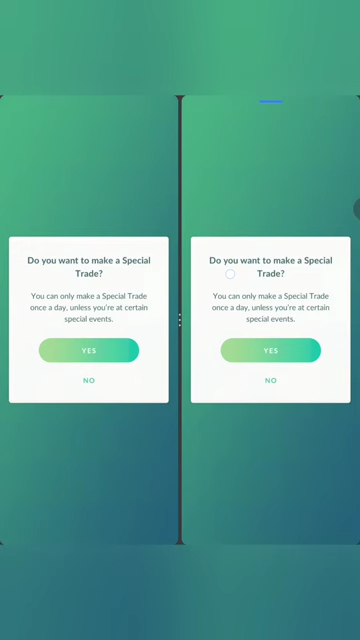 Do you want to make a Special
Trade?
You can only make a Special Trade
once a day, unless you're at certain
special events.
YES
NO
Do you want to make a Special
Trade?
You can only make a Special Trade
once a day, unless you're at certain
special events.
YES
NO